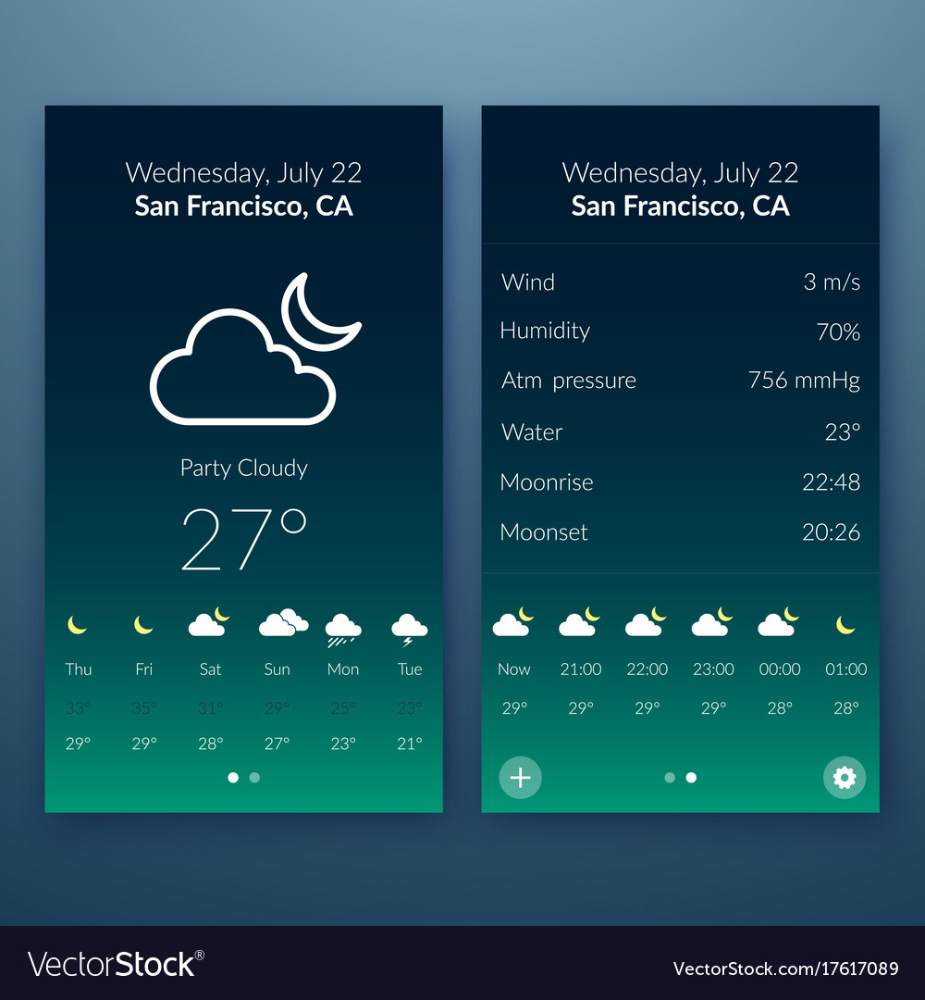 Wednesday, July 22
San Francisco, CA
Party Cloudy
27°
Thu Fri Sat Sun Mon Tue
33° 35° 31° 29° 25° 23°
29° 29° 28° 27° 23° 21°
Wednesday, July 22
San Francisco, CA
Wind 3 m/s
Humidity 70%
Atm pressure 756 mmHg
Water 23°
Moonrise 22:48
Moonset 20:26
Now 21:00 22:00 23:00 00:00 01:00
29° 29° 29° 29° 28° 28°
VectorStock®
VectorStock.com/17617089